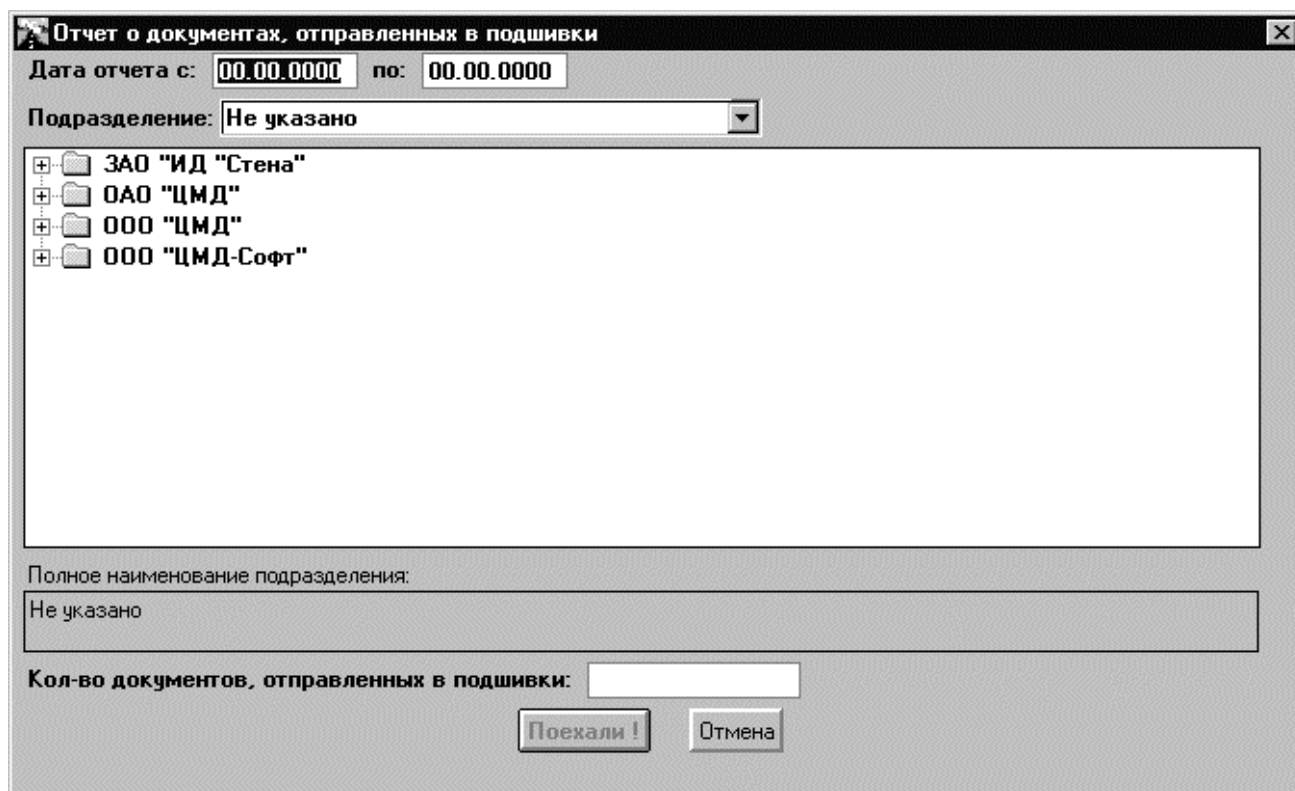 Отчет о документах, отправленных в подшивки
Дата отчета с: 00.00.0000 по: 00.00.0000
Подразделение: Не указано
ЗАО "ИД "Стена"
ОАО "ЦМД"
ООО "ЦМД"
ООО "ЦМД-Софт"
Полное наименование подразделения:
Не указано
Кол-во документов, отправленных в подшивки:
Поехали ! Отмена